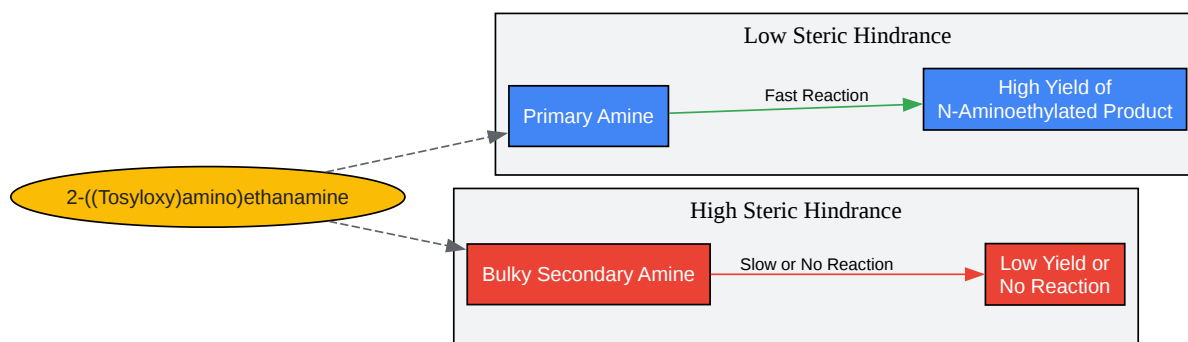 Low Steric Hindrance
Primary Amine
Fast Reaction
High Yield of
N-Aminoethylated Product
2-((Tosyloxy)amino)ethanamine
High Steric Hindrance
Bulky Secondary Amine
Slow or No Reaction
Low Yield or
No Reaction